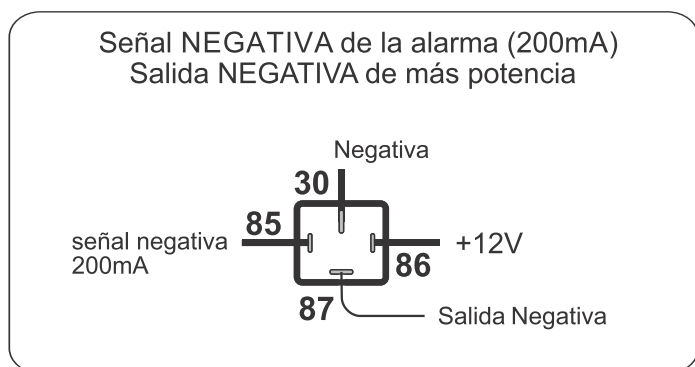 Señal NEGATIVA de la alarma (200mA)
Salida NEGATIVA de más potencia
Negativa
30
85
señal negativa
200mA
+12V
86
87
Salida Negativa